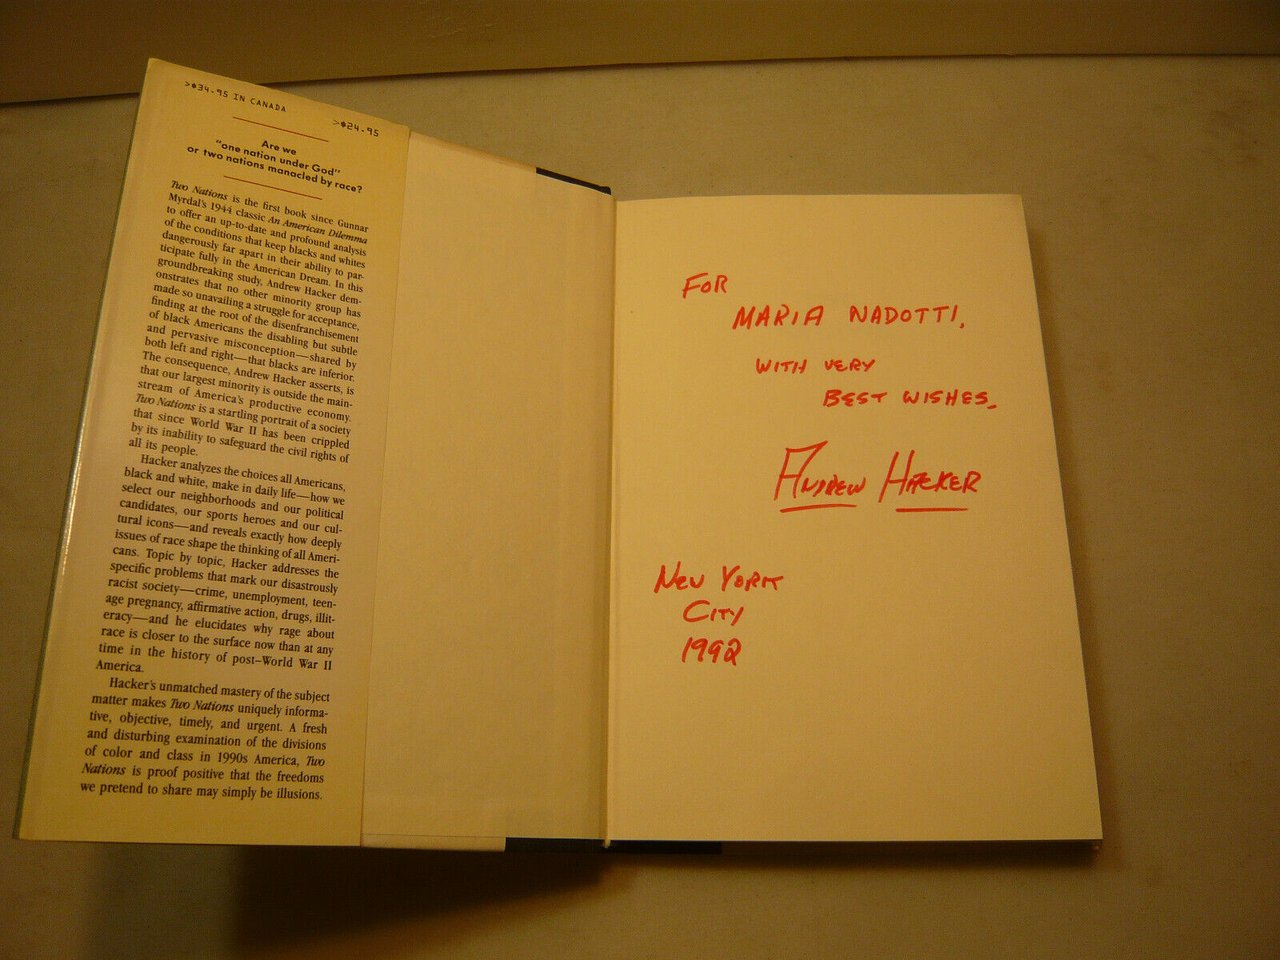 >$34.95 IN CANADA
>$24.95
Are we
"one nation under God"
or two nations manacled by race?
Two Nations is the first book since Gunnar
Myrdal's 1944 classic An American Dilemma
to offer an up-to-date and profound analysis
of the conditions that keep blacks and whites
dangerously far apart in their ability to par-
ticipate fully in the American Dream. In this
groundbreaking study, Andrew Hacker dem-
onstrates that no other minority group has
made so unavailing a struggle for acceptance,
finding at the root of the disenfranchisement
of black Americans the disabling but subtle
and pervasive misconception—shared by
both left and right—that blacks are inferior.
The consequence, Andrew Hacker asserts, is
that our largest minority is outside the main-
stream of America's productive economy.
Two Nations is a startling portrait of a society
that since World War II has been crippled
by its inability to safeguard the civil rights of
all its people.
Hacker analyzes the choices all Americans,
black and white, make in daily life—how we
select our neighborhoods and our political
candidates, our sports heroes and our cul-
tural icons—and reveals exactly how deeply
issues of race shape the thinking of all Ameri-
cans. Topic by topic, Hacker addresses the
specific problems that mark our disastrously
racist society—crime, unemployment, teen-
age pregnancy, affirmative action, drugs, illit-
eracy—and he elucidates why rage about
race is closer to the surface now than at any
time in the history of post–World War II
America.
Hacker's unmatched mastery of the subject
matter makes Two Nations uniquely informa-
tive, objective, timely, and urgent. A fresh
and disturbing examination of the divisions
of color and class in 1990s America, Two
Nations is proof positive that the freedoms
we pretend to share may simply be illusions.
FOR
MARIA NADOTTI,
WITH VERY
BEST WISHES.
ANDREW HACKER
NEW YORK
CITY
1992